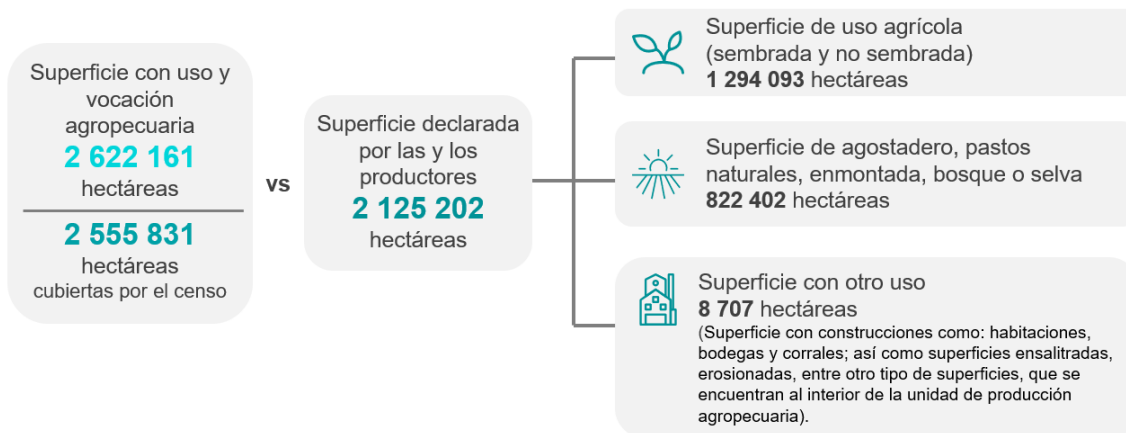 Superficie con uso y
vocación
agropecuaria
2 622 161
hectáreas
2 555 831
hectáreas
cubiertas por el censo
vs
Superficie declarada
por las y los
productores
2 125 202
hectáreas
Superficie de uso agrícola
(sembrada y no sembrada)
1 294 093 hectáreas
Superficie de agostadero, pastos
naturales, enmontada, bosque o selva
822 402 hectáreas
Superficie con otro uso
8 707 hectáreas
(Superficie con construcciones como: habitaciones,
bodegas y corrales; así como superficies ensalitradas,
erosionadas, entre otro tipo de superficies, que se
encuentran al interior de la unidad de producción
agropecuaria).